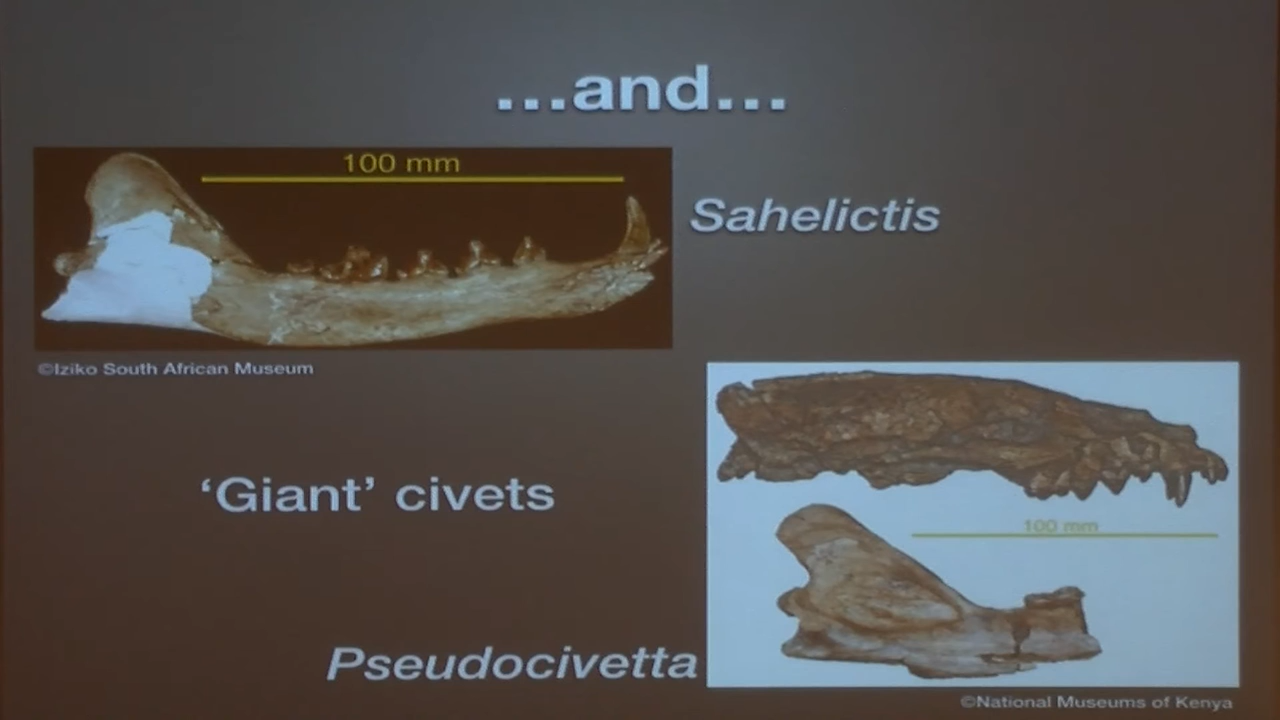 ...and...
100 mm
Sahelictis
©Iziko South African Museum
‘Giant’ civets
100 mm
Pseudocivetta
©National Museums of Kenya